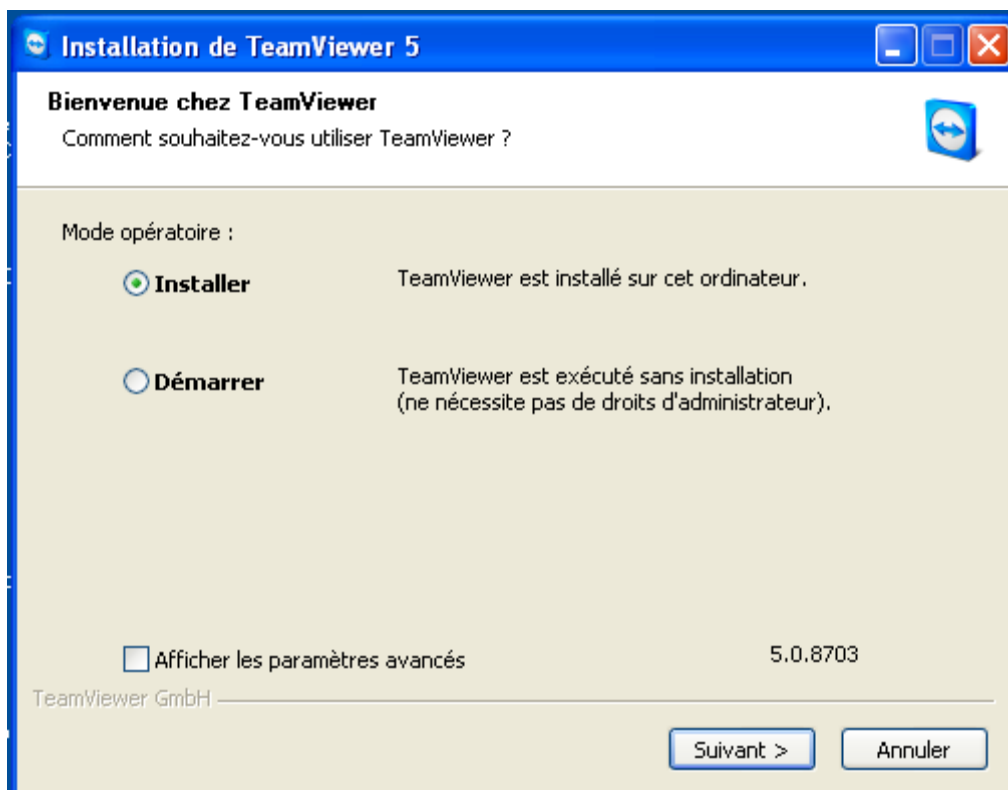 Installation de TeamViewer 5
Bienvenue chez TeamViewer
Comment souhaitez-vous utiliser TeamViewer ?
Mode opératoire :
Installer
TeamViewer est installé sur cet ordinateur.
Démarrer
TeamViewer est exécuté sans installation
(ne nécessite pas de droits d'administrateur).
Afficher les paramètres avancés
5.0.8703
TeamViewer GmbH
Suivant >
Annuler